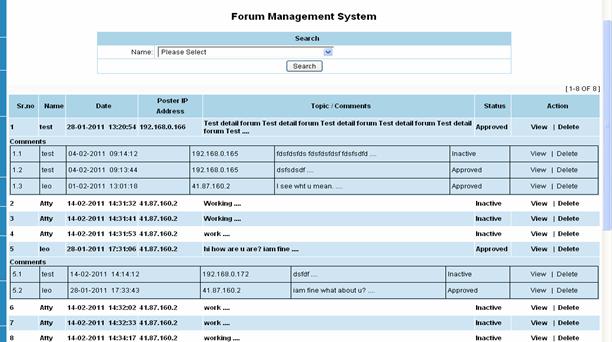 Forum Management System
Search
Name: Please Select
Search
[1-8 OF 8]
Sr.no Name Date Poster IP Address Topic / Comments Status Action
1 test 28-01-2011 13:20:54 192.168.0.166 Test detail forum Test detail forum Test detail forum Test detail forum Test detail forum Test .... Approved View | Delete
Comments
1.1 test 04-02-2011 09:14:12 192.168.0.165 fdsfdsfds fdsfdsfdsf fdsfsdfd .... Inactive View | Delete
1.2 test 04-02-2011 09:13:44 192.168.0.165 dsfsdsdf .... Approved View | Delete
1.3 leo 01-02-2011 13:01:18 41.87.160.2 I see wht u mean. .... Approved View | Delete
2 Atty 14-02-2011 14:31:32 41.87.160.2 Working .... Inactive View | Delete
3 Atty 14-02-2011 14:31:41 41.87.160.2 Working .... Inactive View | Delete
4 Atty 14-02-2011 14:31:53 41.87.160.2 work .... Inactive View | Delete
5 leo 28-01-2011 17:31:06 41.87.160.2 hi how are u are? iam fine .... Approved View | Delete
Comments
5.1 test 14-02-2011 14:14:12 192.168.0.172 dsfdf .... Inactive View | Delete
5.2 leo 28-01-2011 17:33:43 41.87.160.2 iam fine what about u? .... Approved View | Delete
6 Atty 14-02-2011 14:32:02 41.87.160.2 work .... Inactive View | Delete
7 Atty 14-02-2011 14:32:33 41.87.160.2 work .... Inactive View | Delete
8 Atty 14-02-2011 14:34:17 41.87.160.2 working .... Inactive View | Delete